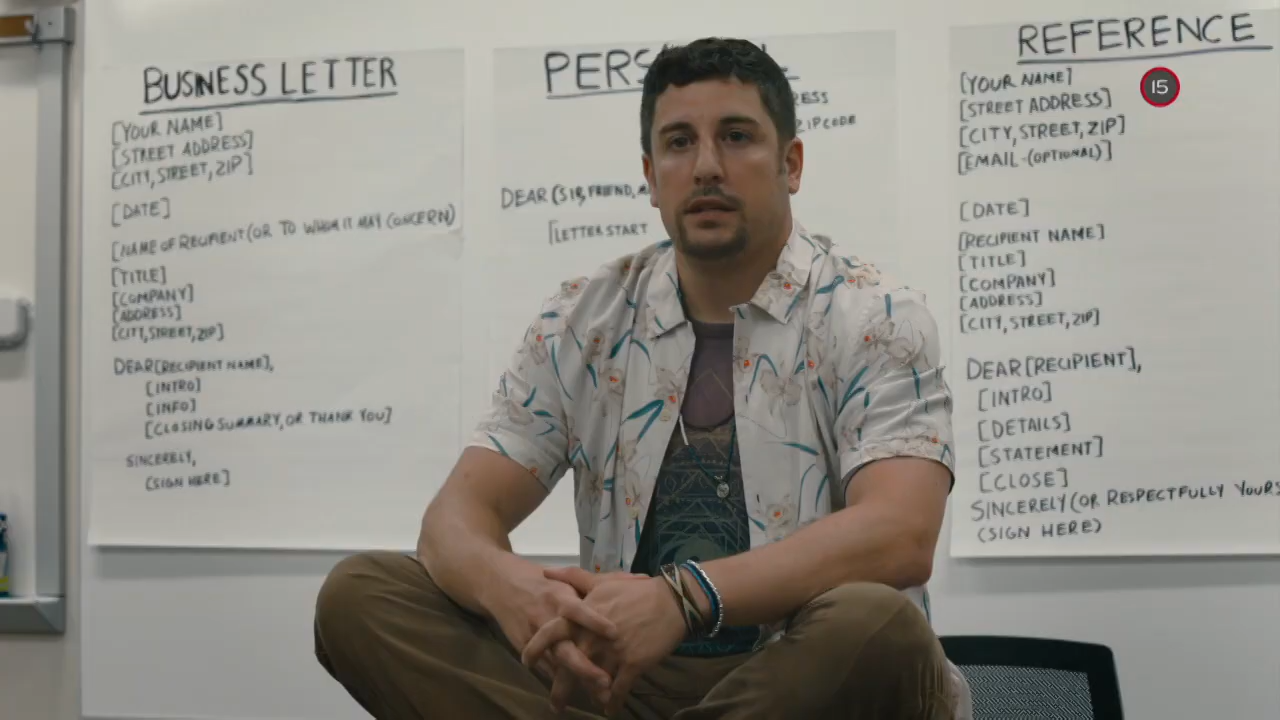 BUSINESS LETTER
[YOUR NAME]
[STREET ADDRESS]
[CITY, STREET, ZIP]
[DATE]
[NAME OF RECIPIENT (OR TO WHOM IT MAY CONCERN)
[TITLE]
[COMPANY]
[ADDRESS]
[CITY, STREET, ZIP]
DEAR [RECIPIENT NAME],
[INTRO]
[INFO]
[CLOSING SUMMARY, OR THANK YOU]
SINCERELY,
[SIGN HERE]
PERS
ZIPCODE
DEAR (SIR, FRIEND,
[LETTER START
REFERENCE
[YOUR NAME]
[STREET ADDRESS]
[CITY, STREET, ZIP]
[EMAIL-(OPTIONAL)]
[DATE]
[RECIPIENT NAME]
[TITLE]
[COMPANY]
[ADDRESS]
[CITY, STREET, ZIP]
DEAR [RECIPIENT],
[INTRO]
[DETAILS]
[STATEMENT]
[CLOSE]
SINCERELY (OR RESPECTFULLY YOURS
(SIGN HERE)
15